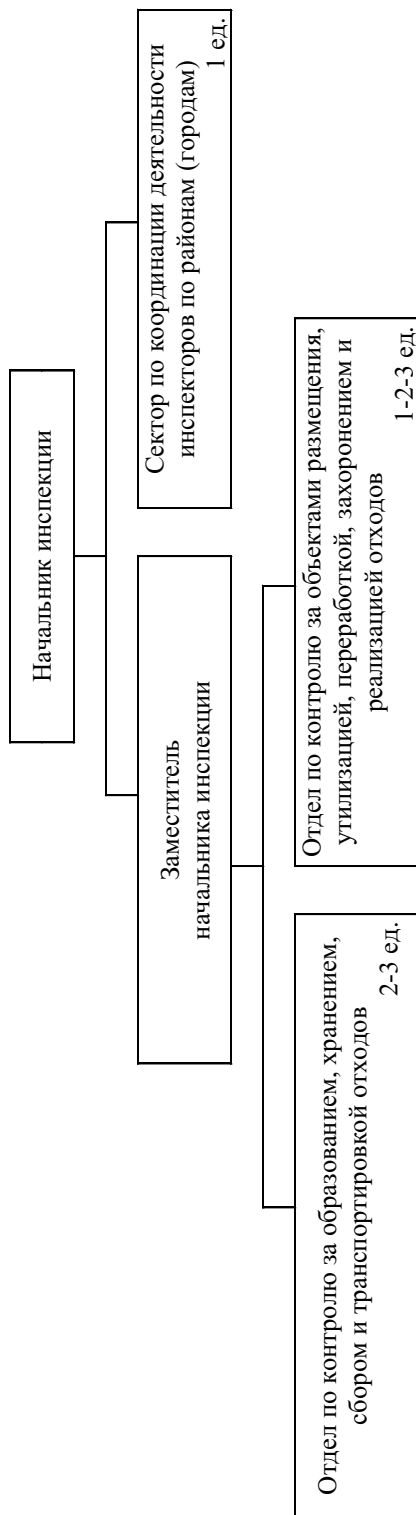 Начальник инспекции
Заместитель
начальника инспекции
Сектор по координации деятельности
инспекторов по районам (городам)
1 ед.
Отдел по контролю за образованием, хранением,
сбором и транспортировкой отходов
2-3 ед.
Отдел по контролю за объектами размещения,
утилизацией, переработкой, захоронением и
реализацией отходов
1-2-3 ед.